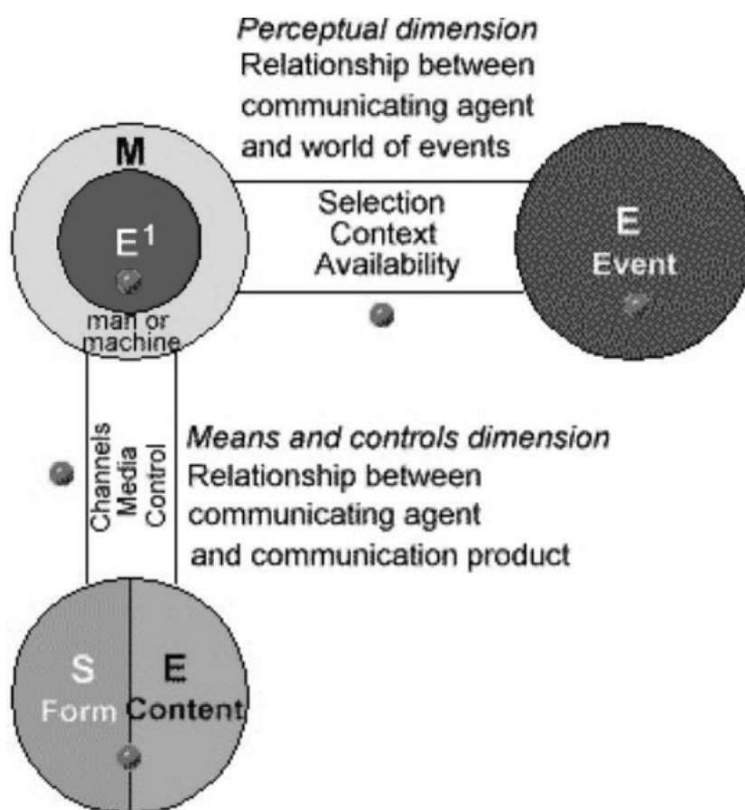 Perceptual dimension
Relationship between
communicating agent
and world of events
M
E¹
man or
machine
Selection
Context
Availability
E
Event
Channels
Media
Control
Means and controls dimension
Relationship between
communicating agent
and communication product
S
Form
E
Content